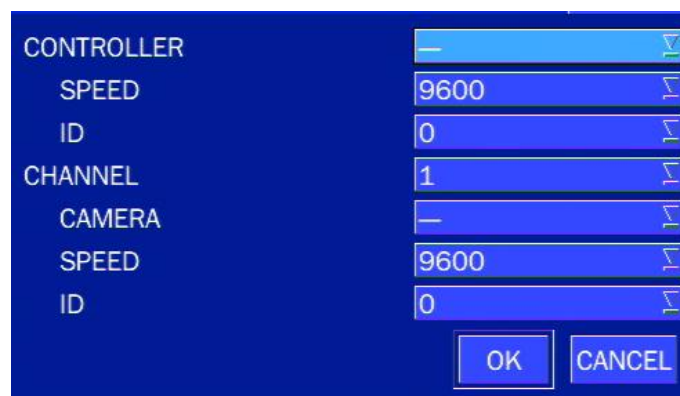 CONTROLLER —
SPEED 9600
ID 0
CHANNEL 1
CAMERA —
SPEED 9600
ID 0
OK CANCEL